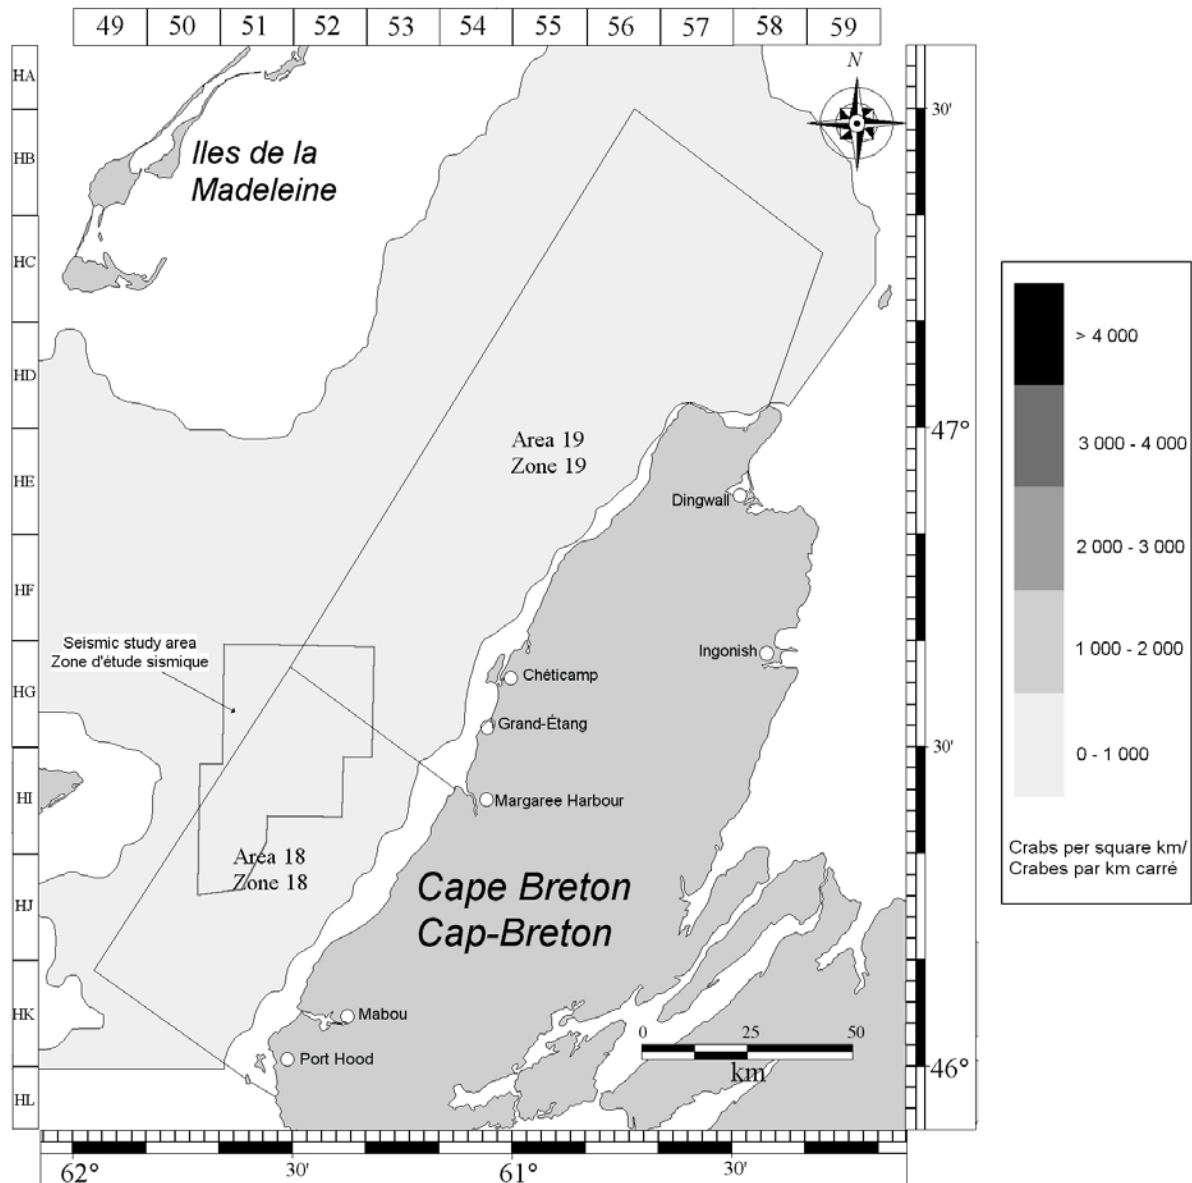 49 50 51 52 53 54 55 56 57 58 59
HA
HB
HC
HD
HE
HF
HG
HI
HJ
HK
HL
N
30'
47°
30'
46°
62°
30'
61°
30'
Iles de la
Madeleine
Area 19
Zone 19
Dingwall
Ingonish
Seismic study area
Zone d'étude sismique
Chéticamp
Grand-Étang
Margaree Harbour
Area 18
Zone 18
Cape Breton
Cap-Breton
Mabou
Port Hood
0 25 50
km
> 4 000
3 000 - 4 000
2 000 - 3 000
1 000 - 2 000
0 - 1 000
Crabs per square km/
Crabes par km carré